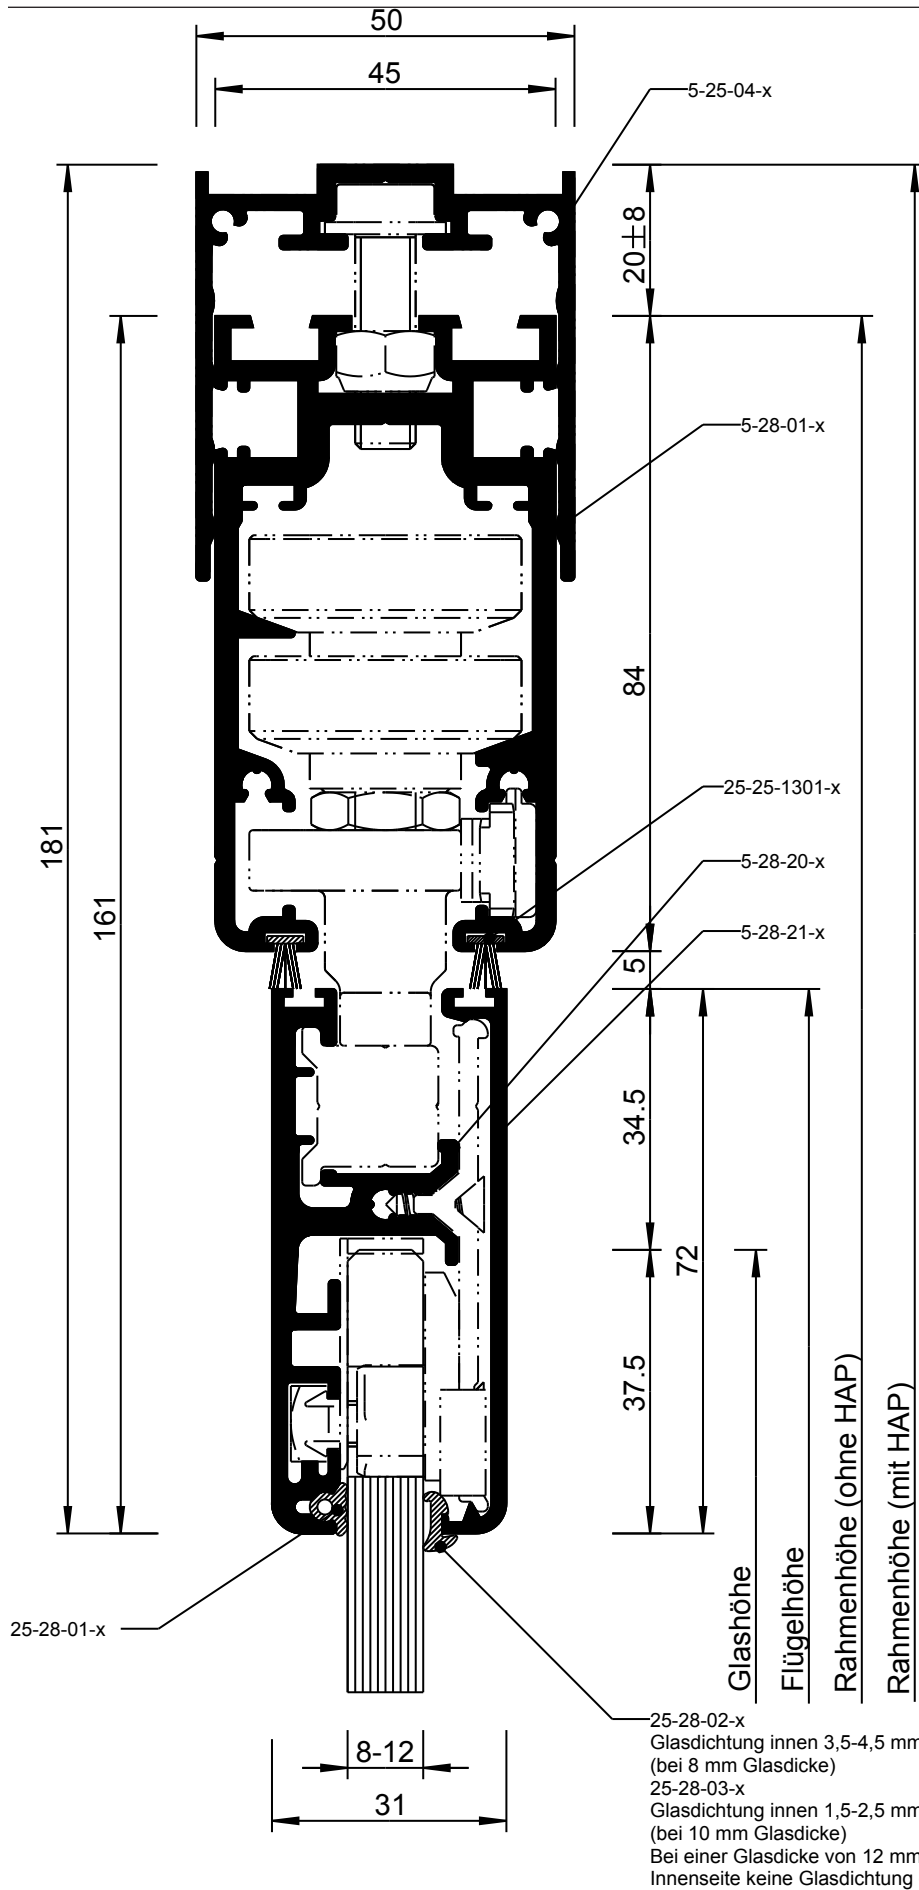 50
45
5-25-04-x
20±8
5-28-01-x
84
25-25-1301-x
181
5-28-20-x
161
5-28-21-x
5
34.5
72
37.5
Glashöhe
Flügelhöhe
Rahmenhöhe (ohne HAP)
Rahmenhöhe (mit HAP)
25-28-01-x
25-28-02-x
Glasdichtung innen 3,5-4,5 mm
(bei 8 mm Glasdicke)
25-28-03-x
Glasdichtung innen 1,5-2,5 mm
(bei 10 mm Glasdicke)
Bei einer Glasdicke von 12 mm
Innenseite keine Glasdichtung
8-12
31